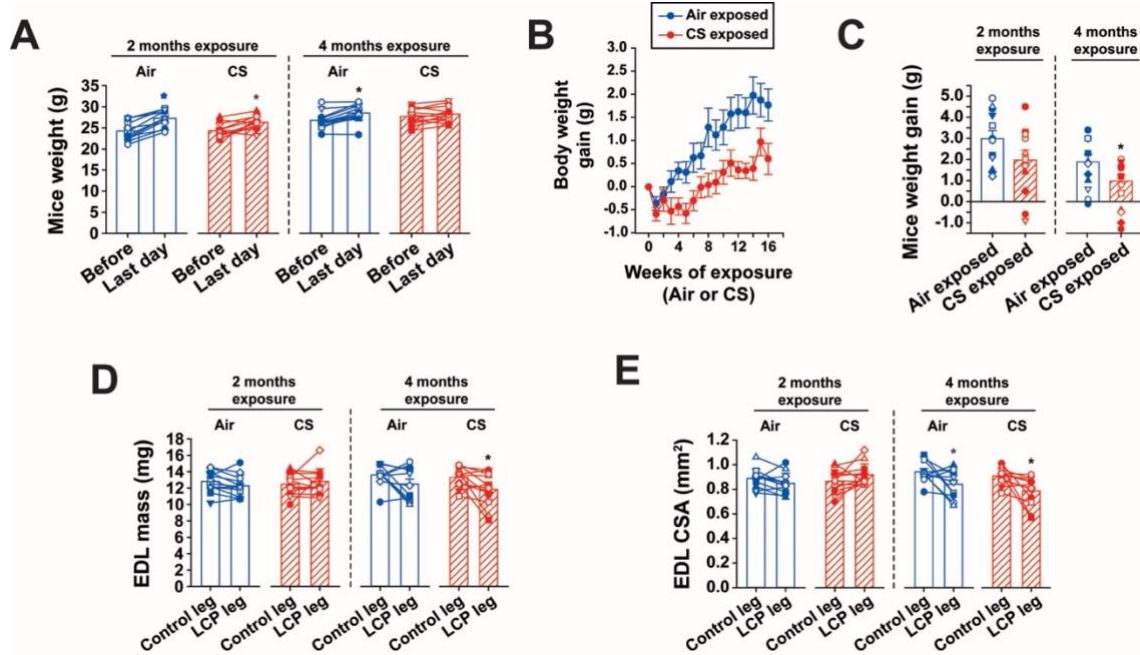 A
2 months exposure
4 months exposure
Air
CS
Air
CS
*
*
*
Mice weight (g)
35
30
25
20
15
10
5
0
Before
Last day
Before
Last day
Before
Last day
Before
Last day
B
Air exposed
CS exposed
Body weight
gain (g)
3.0
2.5
2.0
1.5
1.0
0.5
0.0
-0.5
-1.0
0
4
8
12
16
Weeks of exposure
(Air or CS)
C
2 months
exposure
4 months
exposure
Mice weight gain (g)
5.0
4.0
3.0
2.0
1.0
0.0
-1.0
*
Air exposed
CS exposed
Air exposed
CS exposed
D
2 months
exposure
4 months
exposure
Air
CS
Air
CS
EDL mass (mg)
18
16
14
12
10
8
6
4
2
0
*
Control leg
LCP leg
Control leg
LCP leg
Control leg
LCP leg
Control leg
LCP leg
E
2 months
exposure
4 months
exposure
Air
CS
Air
CS
EDL CSA (mm²)
1.2
1.0
0.8
0.6
0.4
0.2
0.0
*
*
Control leg
LCP leg
Control leg
LCP leg
Control leg
LCP leg
Control leg
LCP leg